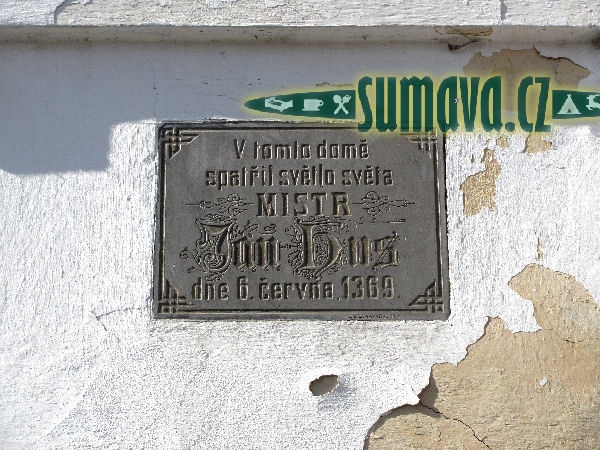 sumava.cz
V tomto domě
spatřil světlo světa
MISTR
Jan Hus
dne 6. června 1369.